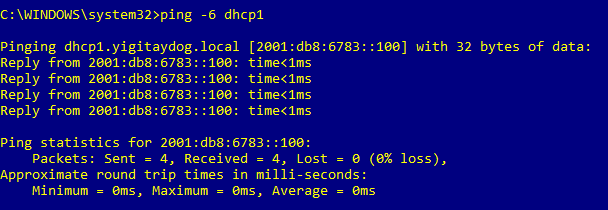 C:\WINDOWS\system32>ping -6 dhcp1
Pinging dhcp1.yigitaydog.local [2001:db8:6783::100] with 32 bytes of data:
Reply from 2001:db8:6783::100: time<1ms
Reply from 2001:db8:6783::100: time<1ms
Reply from 2001:db8:6783::100: time<1ms
Reply from 2001:db8:6783::100: time<1ms
Ping statistics for 2001:db8:6783::100:
    Packets: Sent = 4, Received = 4, Lost = 0 (0% loss),
Approximate round trip times in milli-seconds:
    Minimum = 0ms, Maximum = 0ms, Average = 0ms